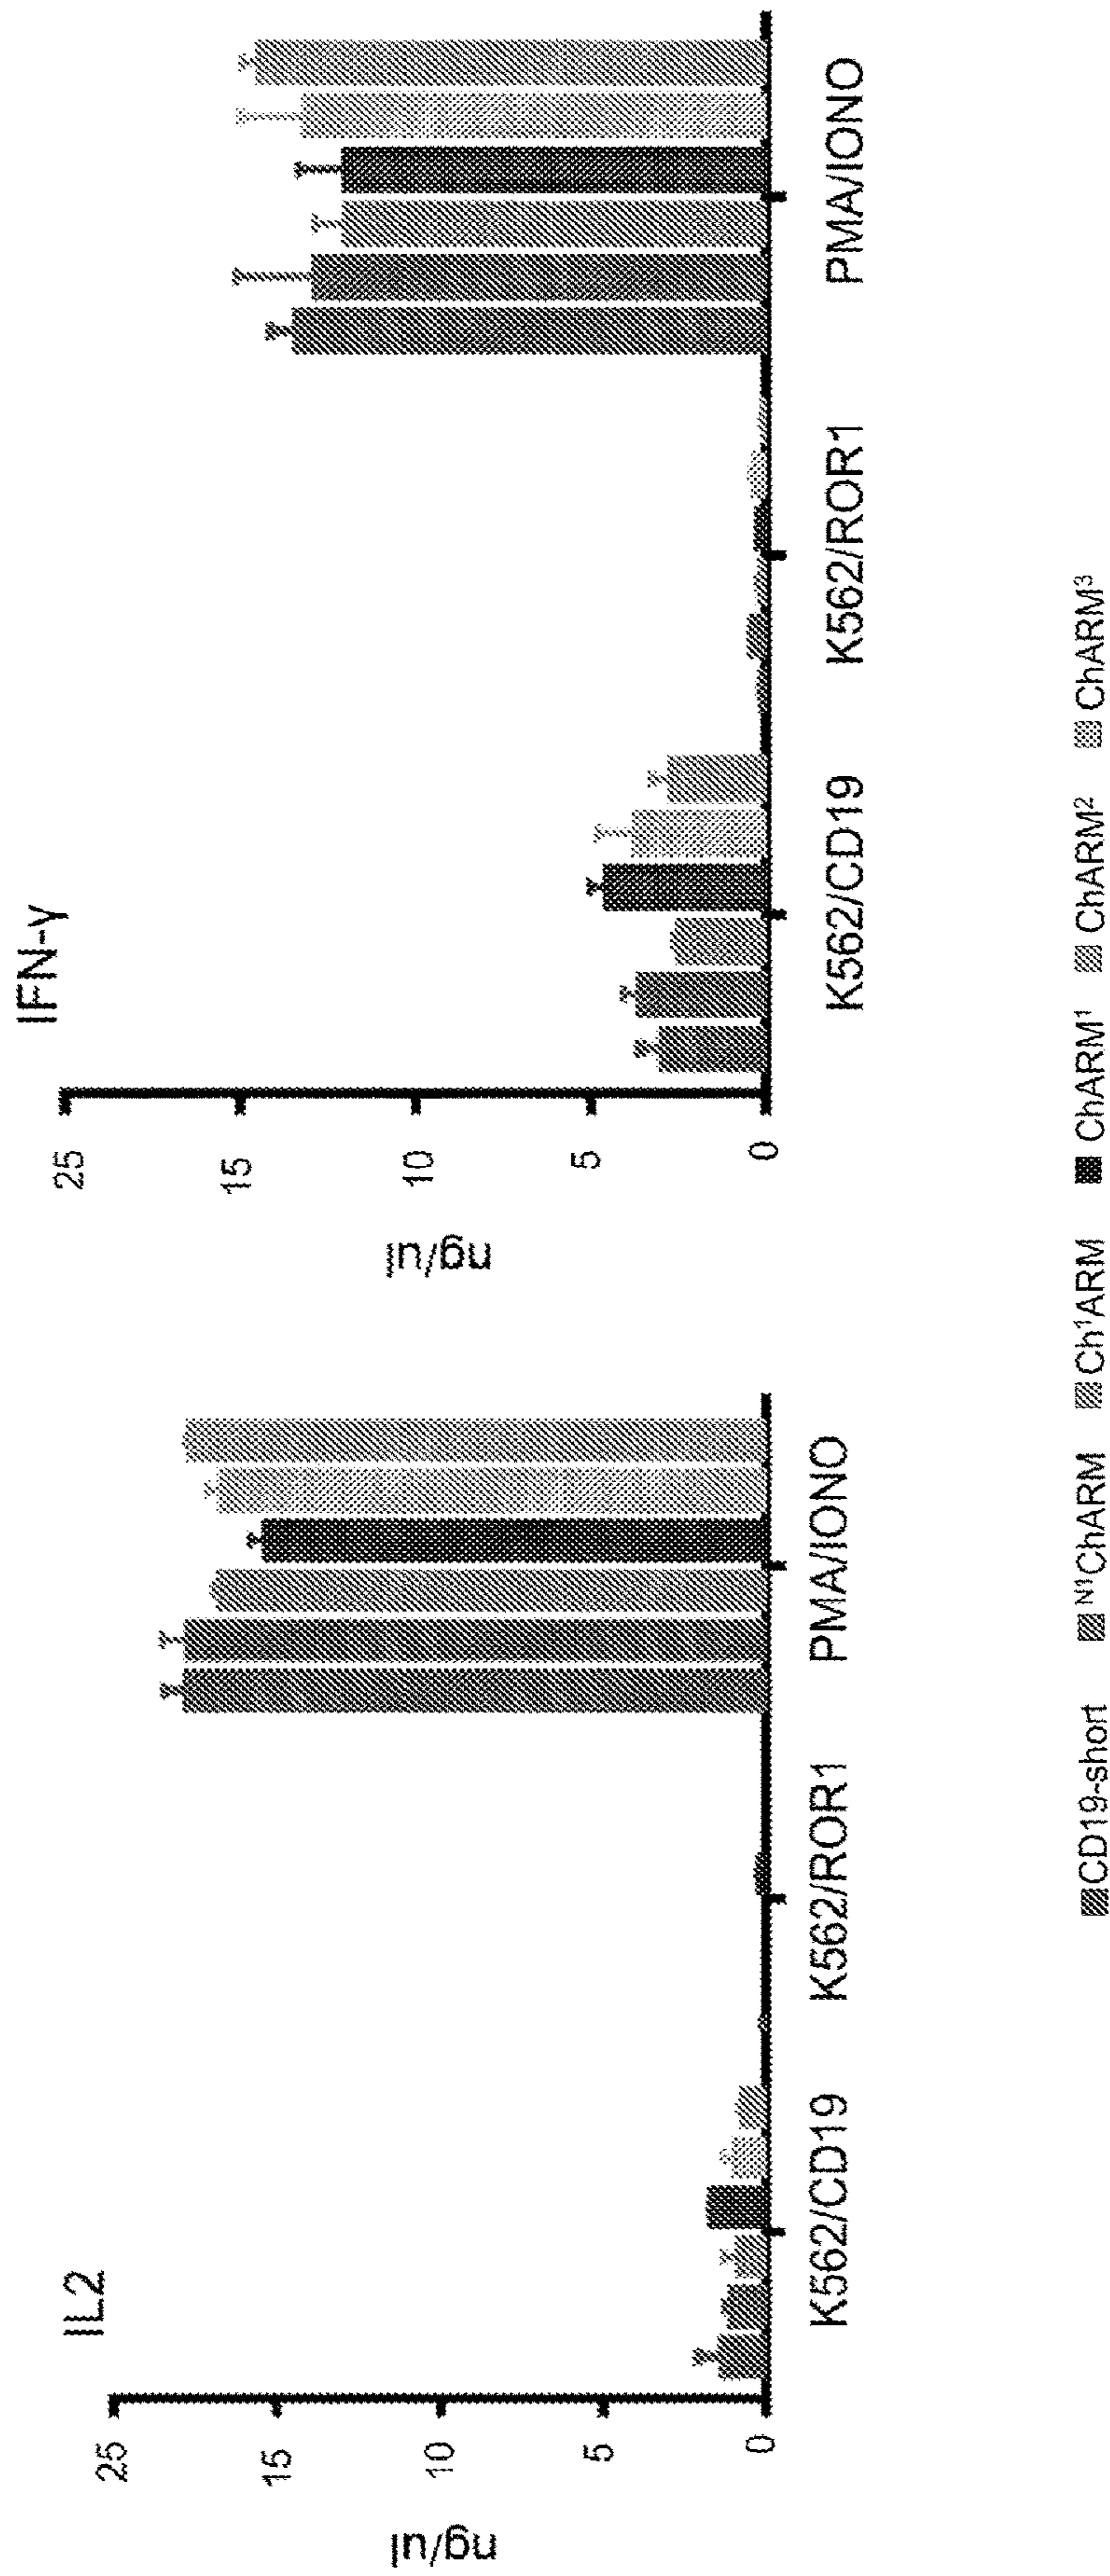 IL2
25
15
10
5
0
ng/ul
K562/CD19 K562/ROR1 PMA/IONO
IFN-γ
25
15
10
5
0
ng/ul
K562/CD19 K562/ROR1 PMA/IONO
CD19-short N1ChARM Ch1ARM ChARM1 ChARM2 ChARM3